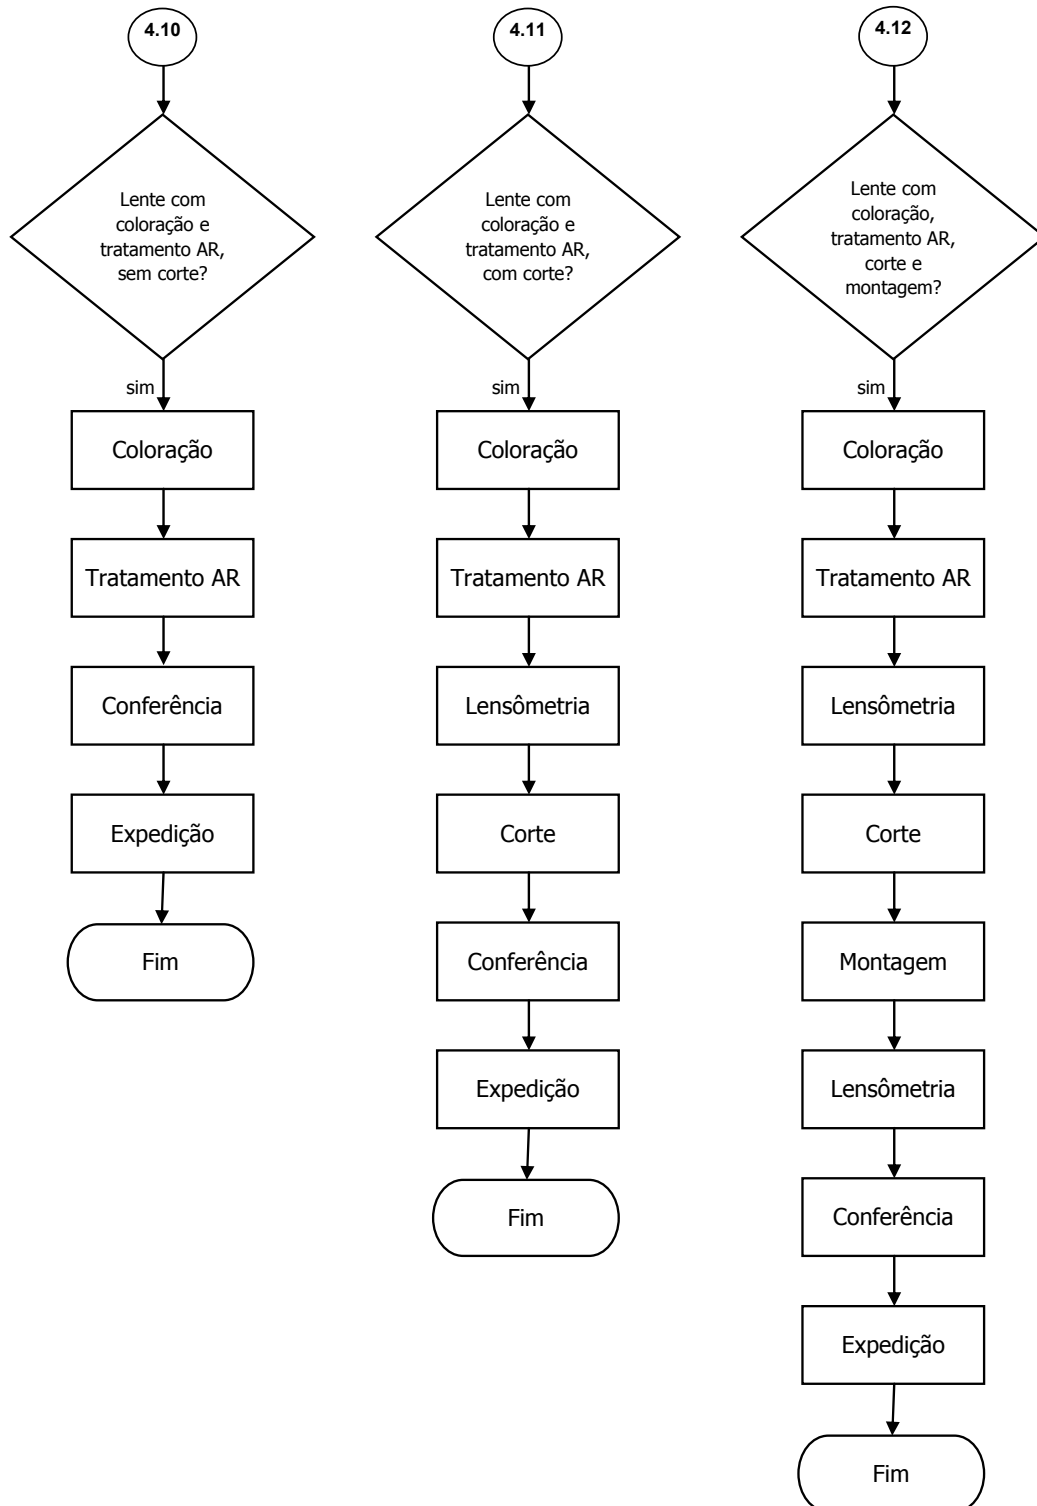 4.10
Lente com
coloração e
tratamento AR,
sem corte?
sim
Coloração
Tratamento AR
Conferência
Expedição
Fim
4.11
Lente com
coloração e
tratamento AR,
com corte?
sim
Coloração
Tratamento AR
Lensômetria
Corte
Conferência
Expedição
Fim
4.12
Lente com
coloração,
tratamento AR,
corte e
montagem?
sim
Coloração
Tratamento AR
Lensômetria
Corte
Montagem
Lensômetria
Conferência
Expedição
Fim